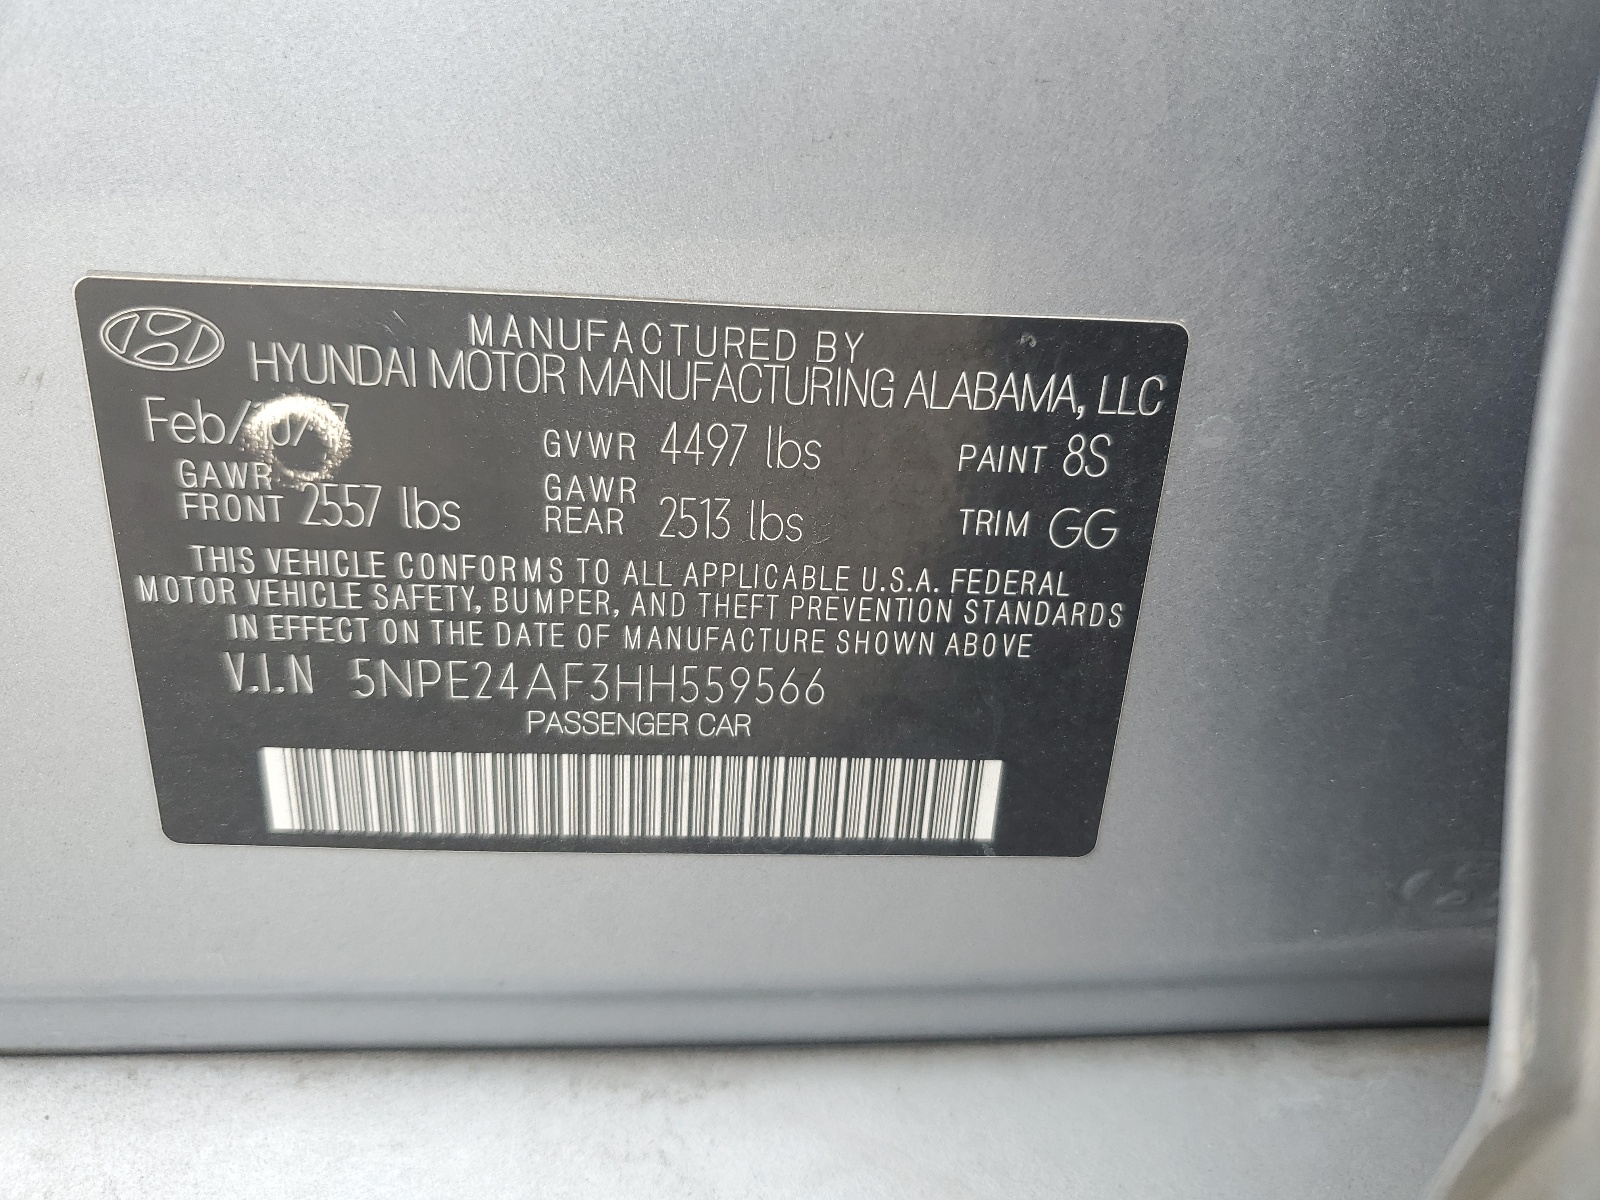 MANUFACTURED BY
HYUNDAI MOTOR MANUFACTURING ALABAMA, LLC
Feb/
GVWR 4497 lbs
PAINT 8S
GAWR FRONT 2557 lbs
GAWR REAR 2513 lbs
TRIM GG
THIS VEHICLE CONFORMS TO ALL APPLICABLE U.S.A. FEDERAL
MOTOR VEHICLE SAFETY, BUMPER, AND THEFT PREVENTION STANDARDS
IN EFFECT ON THE DATE OF MANUFACTURE SHOWN ABOVE
V.I.N 5NPE24AF3HH559566
PASSENGER CAR